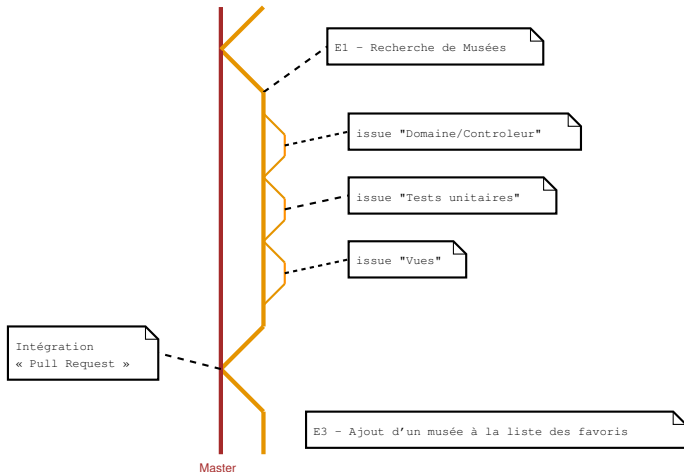 E1 – Recherche de Musées
issue "Domaine/Controleur"
issue "Tests unitaires"
issue "Vues"
Intégration
« Pull Request »
E3 – Ajout d’un musée à la liste des favoris
Master